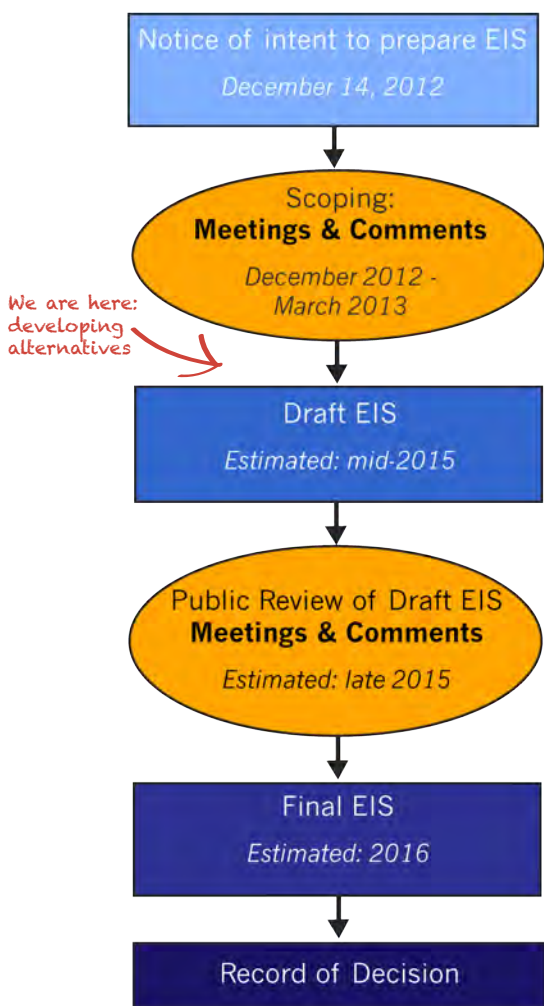 Notice of intent to prepare EIS
December 14, 2012
Scoping:
Meetings & Comments
December 2012 -
March 2013
We are here:
developing
alternatives
Draft EIS
Estimated: mid-2015
Public Review of Draft EIS
Meetings & Comments
Estimated: late 2015
Final EIS
Estimated: 2016
Record of Decision